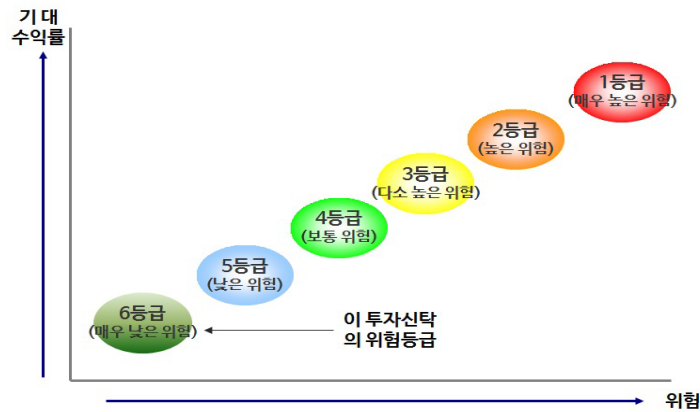 기 대
수익률
1등급
(매우 높은 위험)
2등급
(높은 위험)
3등급
(다소 높은 위험)
4등급
(보통 위험)
5등급
(낮은 위험)
6등급
(매우 낮은 위험)
이 투자신탁
의 위험등급
위험